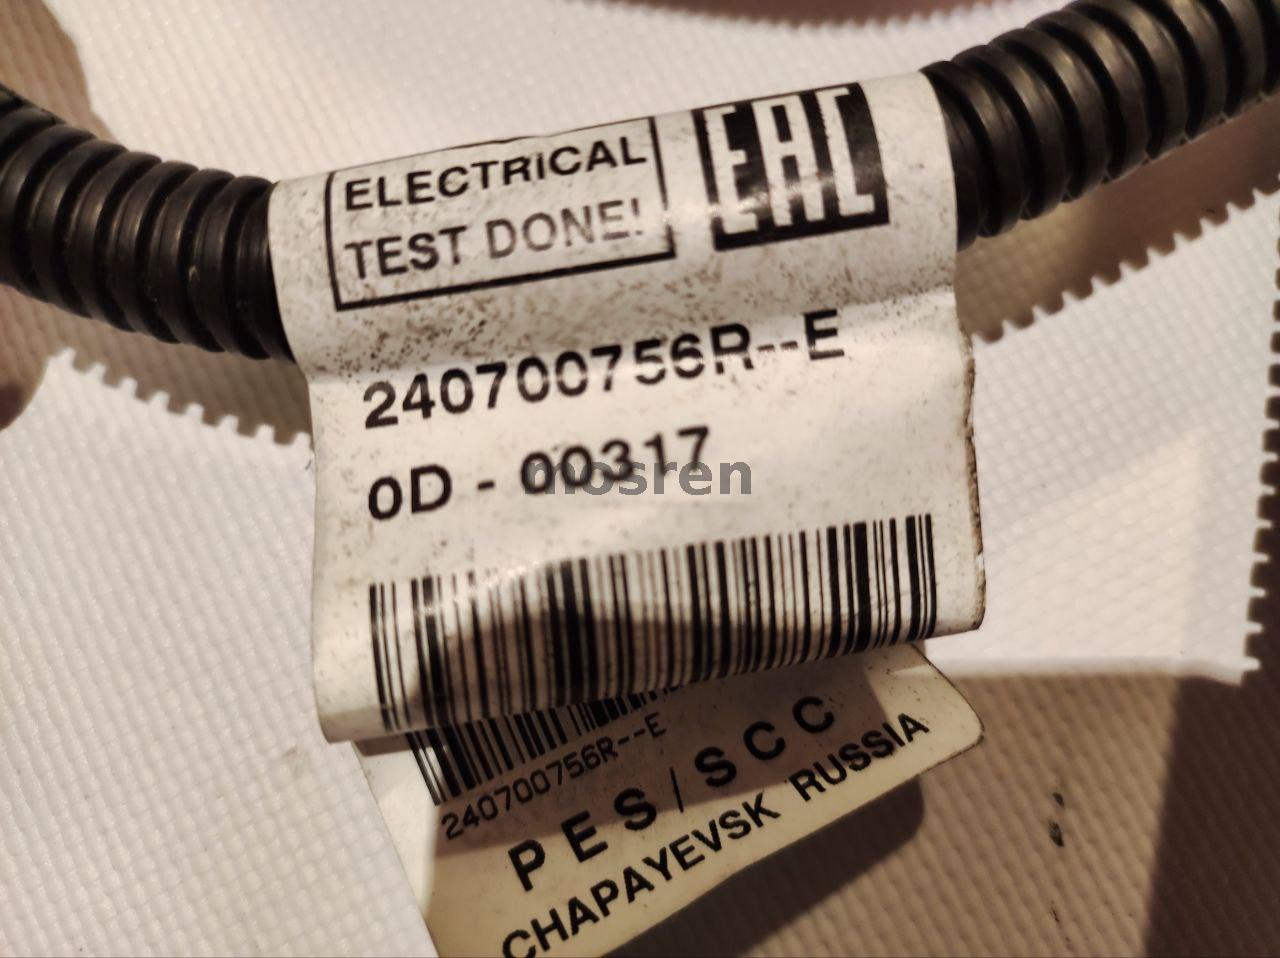 ELECTRICAL
TEST DONE!
EAC
240700756R--E
0D - 00317
mosren
240700756R--E
PES/SCC
CHAPAYEVSK RUSSIA